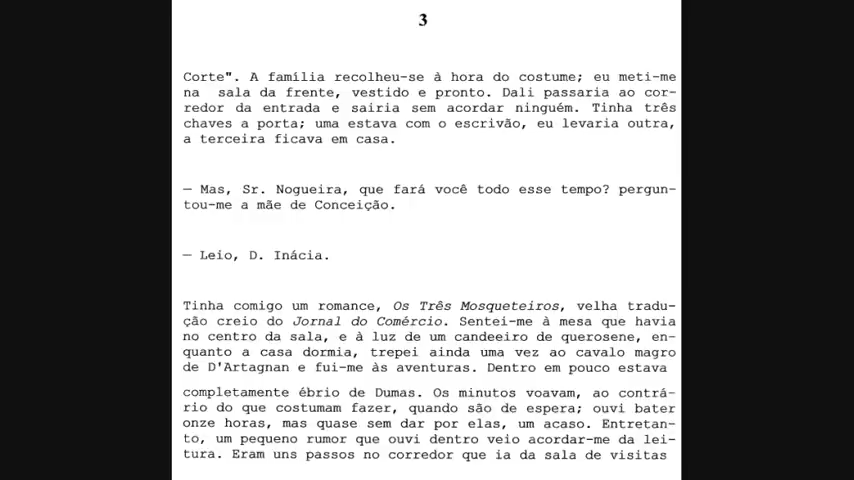 3
Corte". A família recolheu-se à hora do costume; eu meti-me
na sala da frente, vestido e pronto. Dali passaria ao cor-
redor da entrada e sairia sem acordar ninguém. Tinha três
chaves a porta; uma estava com o escrivão, eu levaria outra,
a terceira ficava em casa.
— Mas, Sr. Nogueira, que fará você todo esse tempo? pergun-
tou-me a mãe de Conceição.
— Leio, D. Inácia.
Tinha comigo um romance, Os Três Mosqueteiros, velha tradu-
ção creio do Jornal do Comércio. Sentei-me à mesa que havia
no centro da sala, e à luz de um candeeiro de querosene, en-
quanto a casa dormia, trepei ainda uma vez ao cavalo magro
de D'Artagnan e fui-me às aventuras. Dentro em pouco estava
completamente ébrio de Dumas. Os minutos voavam, ao contrá-
rio do que costumam fazer, quando são de espera; ouvi bater
onze horas, mas quase sem dar por elas, um acaso. Entretan-
to, um pequeno rumor que ouvi dentro veio acordar-me da lei-
tura. Eram uns passos no corredor que ia da sala de visitas